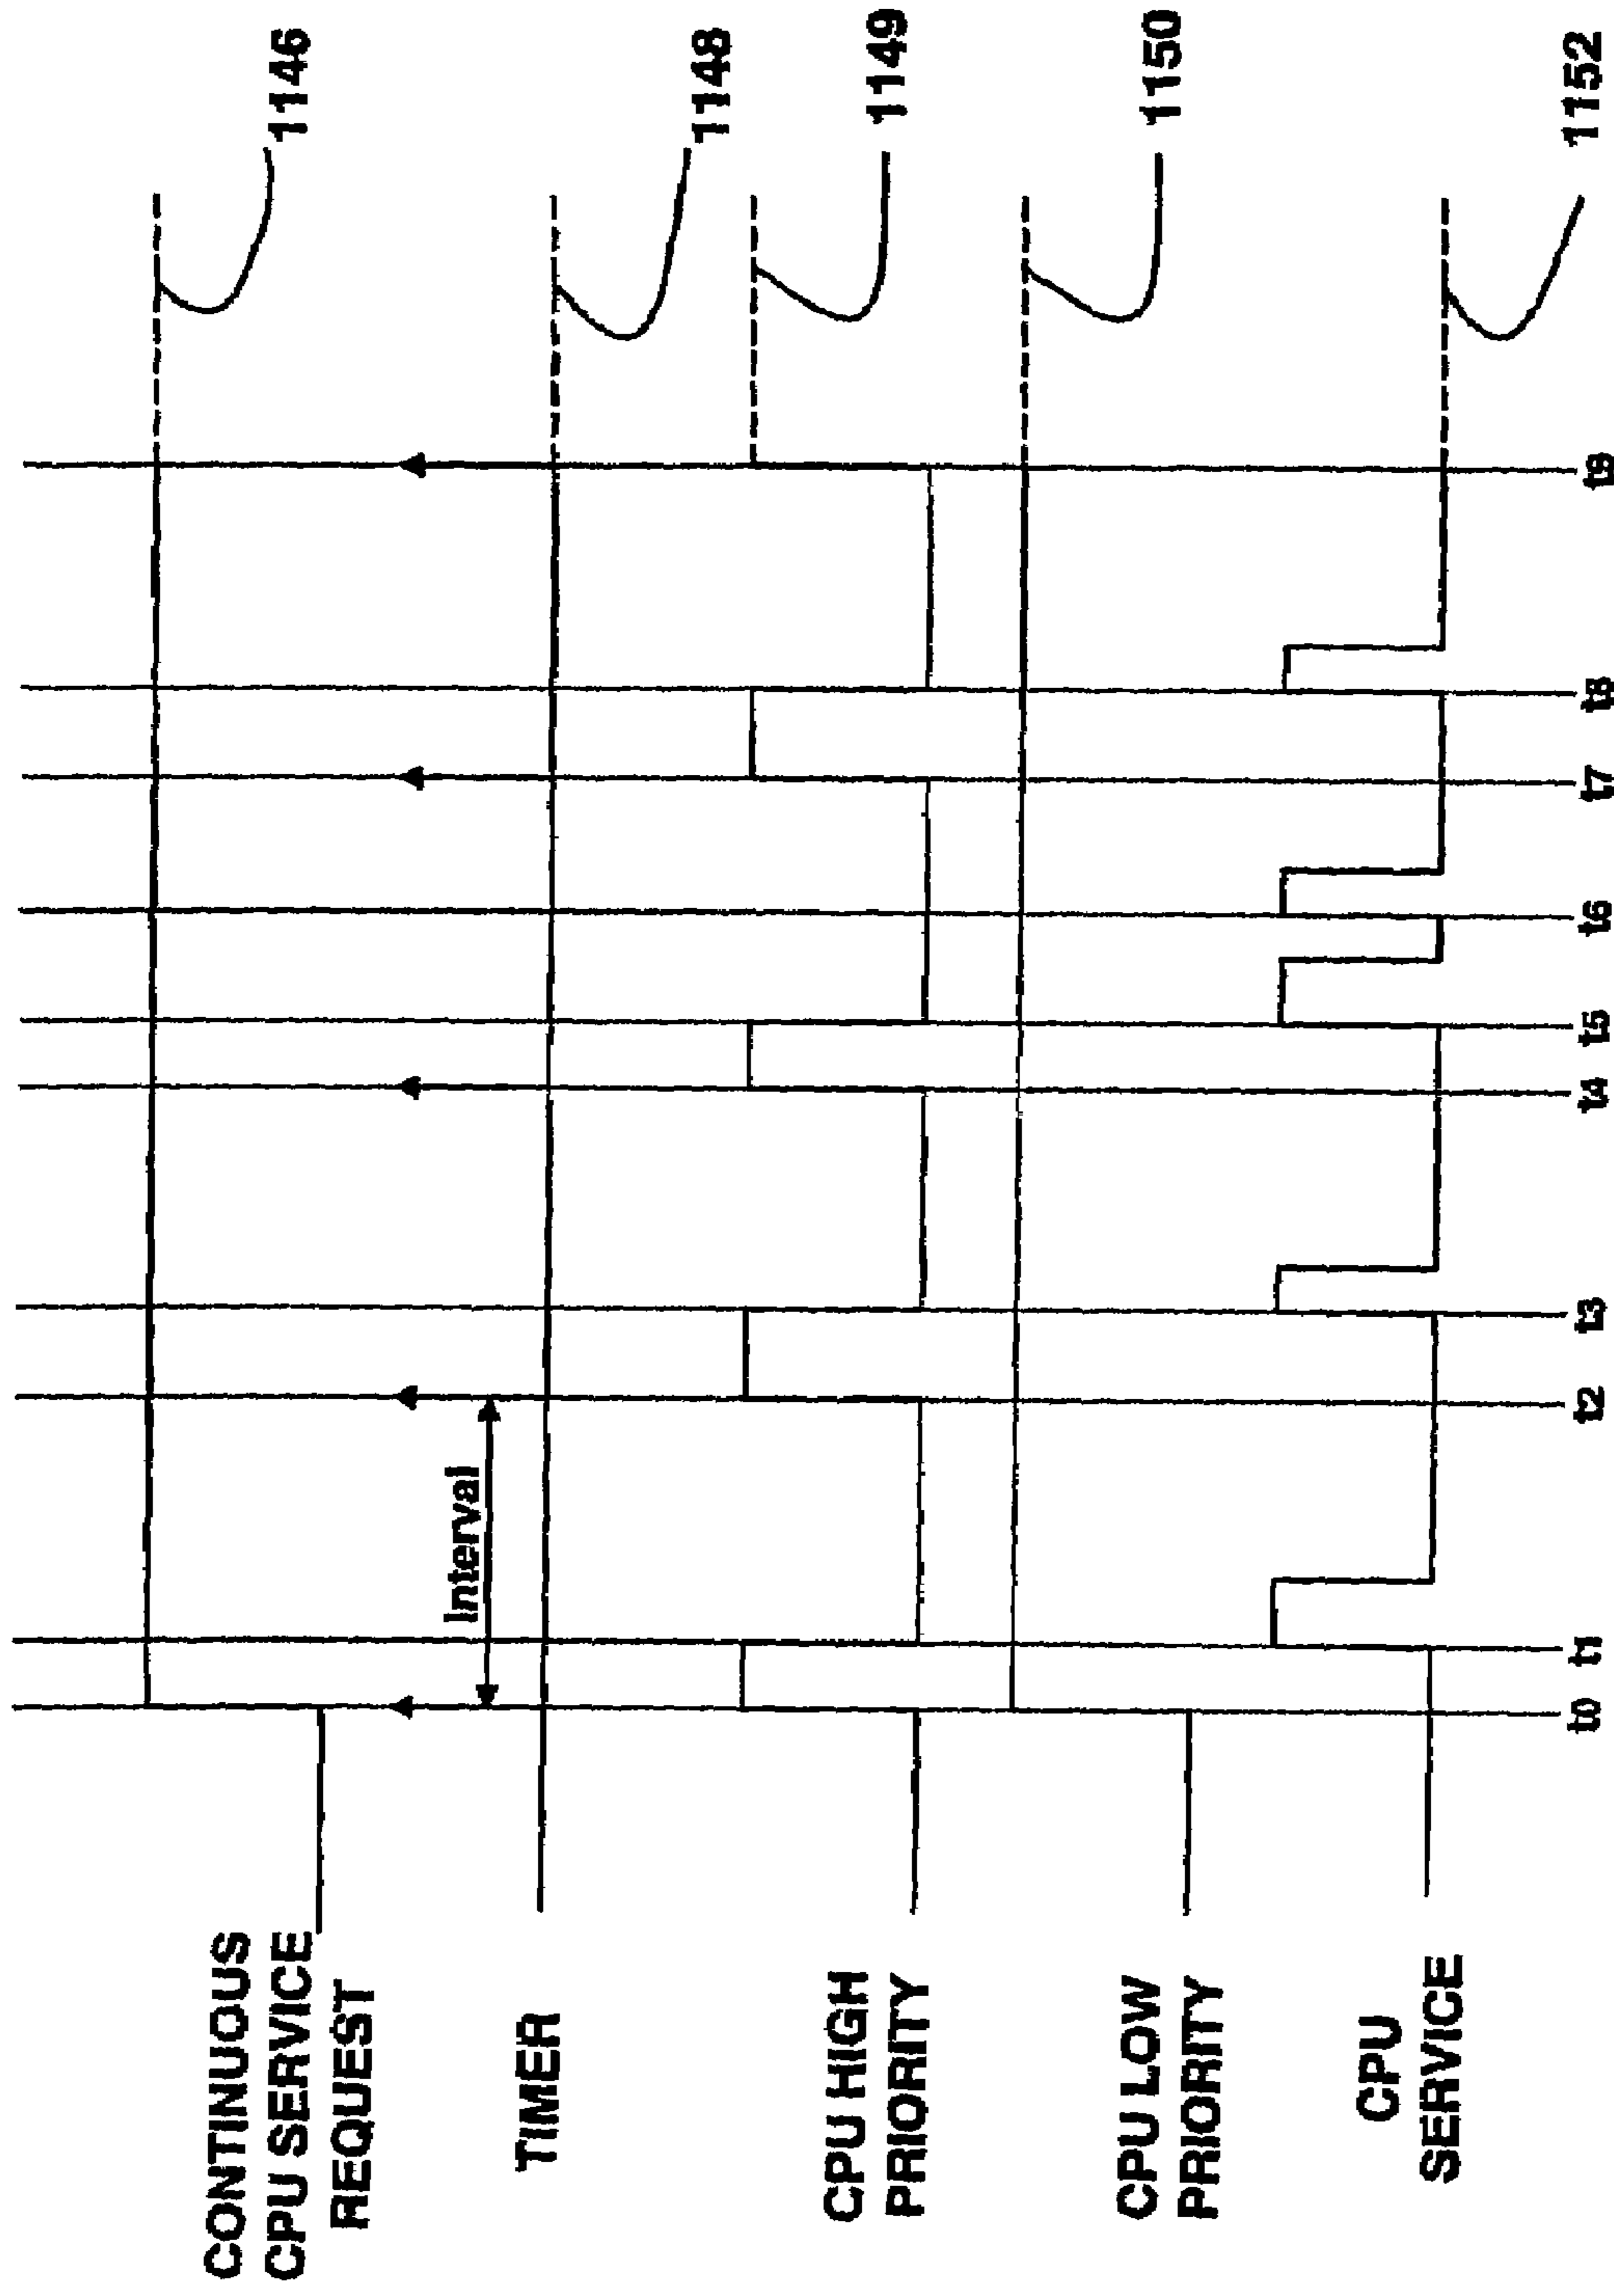 CONTINUOUS
CPU SERVICE
REQUEST
1146
Interval
TIMER
1148
CPU HIGH
PRIORITY
1149
CPU LOW
PRIORITY
1150
CPU
SERVICE
1152
t0 t1 t2 t3 t4 t5 t6 t7 t8 t9